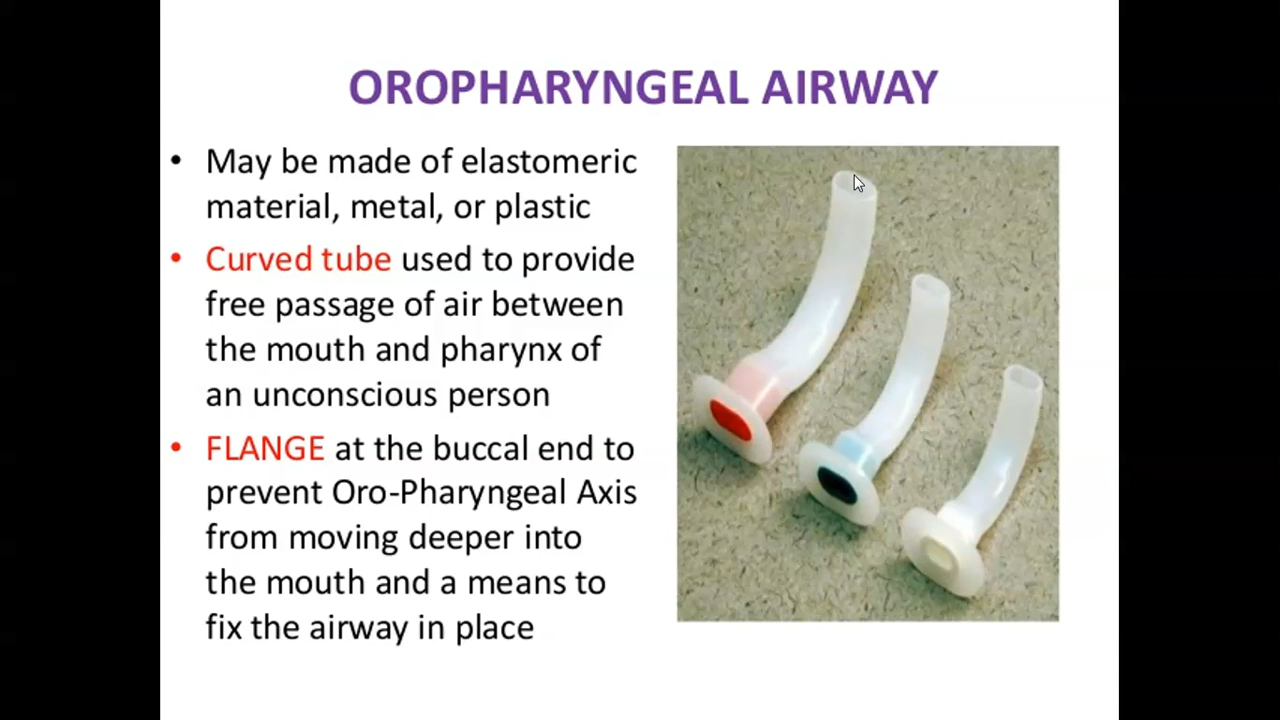 OROPHARYNGEAL AIRWAY
• May be made of elastomeric
material, metal, or plastic
• Curved tube used to provide
free passage of air between
the mouth and pharynx of
an unconscious person
• FLANGE at the buccal end to
prevent Oro-Pharyngeal Axis
from moving deeper into
the mouth and a means to
fix the airway in place